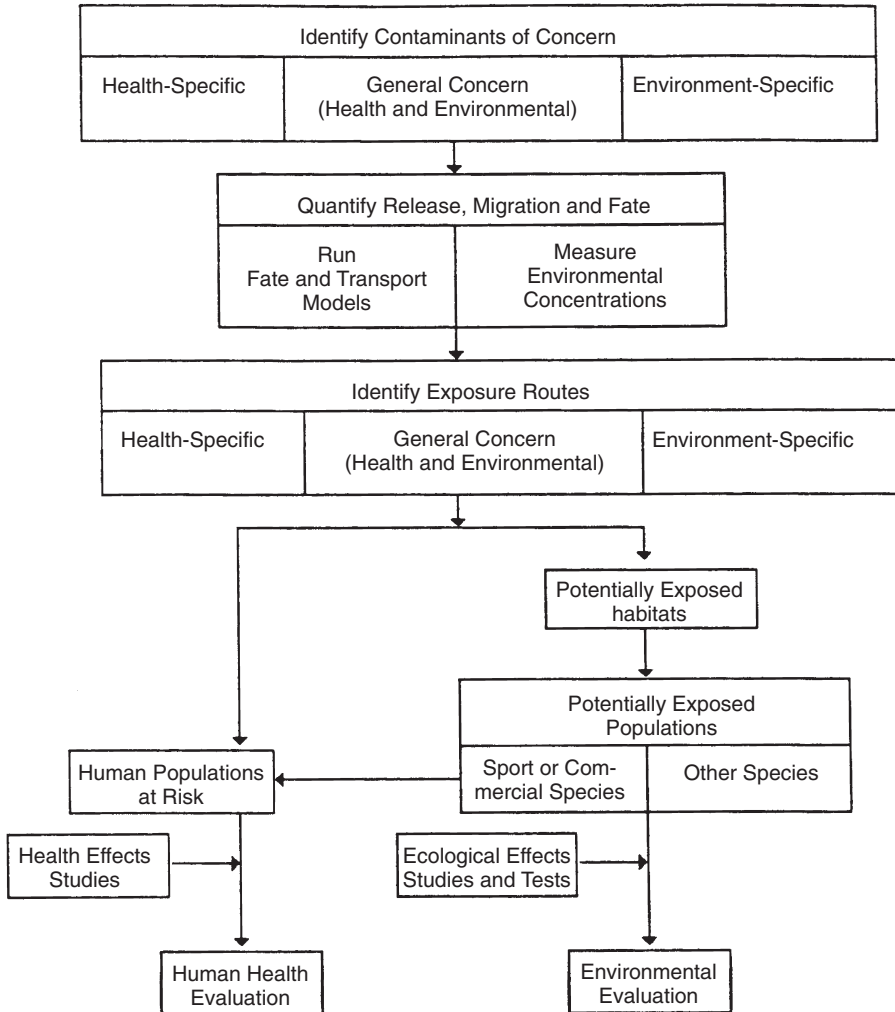 Identify Contaminants of Concern
Health-Specific
General Concern
(Health and Environmental)
Environment-Specific
Quantify Release, Migration and Fate
Run
Fate and Transport
Models
Measure
Environmental
Concentrations
Identify Exposure Routes
Health-Specific
General Concern
(Health and Environmental)
Environment-Specific
Potentially Exposed
habitats
Potentially Exposed
Populations
Sport or Com-
mercial Species
Other Species
Human Populations
at Risk
Health Effects
Studies
Ecological Effects
Studies and Tests
Human Health
Evaluation
Environmental
Evaluation